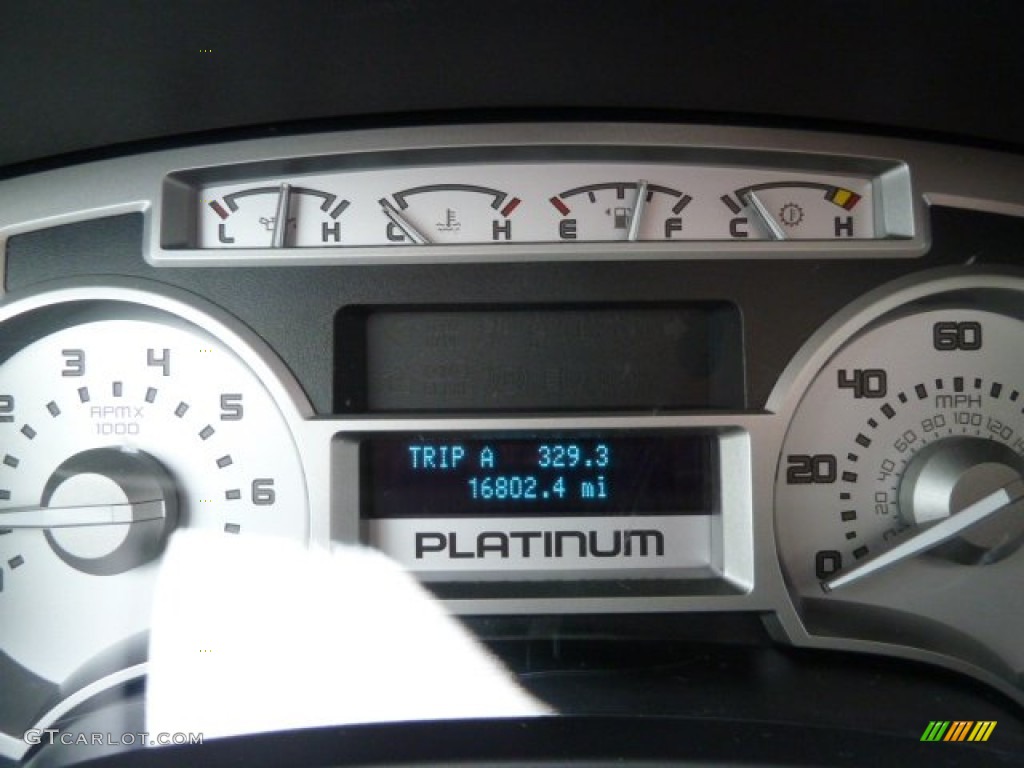 L H C H E F C H
3 4
2 5
RPMX
1000
6
TRIP A 329.3
16802.4 mi
PLATINUM
60
40
MPH
20
0
20 40 60 80 100 120
GTCARLOT.COM